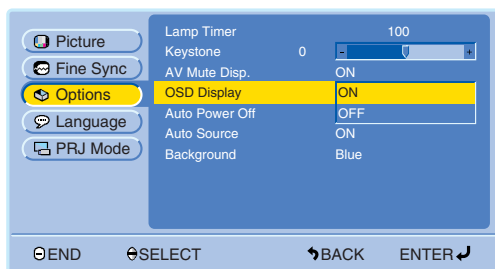 Picture
Fine Sync
Options
Language
PRJ Mode
Lamp Timer 100
Keystone 0 - +
AV Mute Disp. ON
OSD Display ON
Auto Power Off OFF
Auto Source ON
Background Blue
END SELECT BACK ENTER